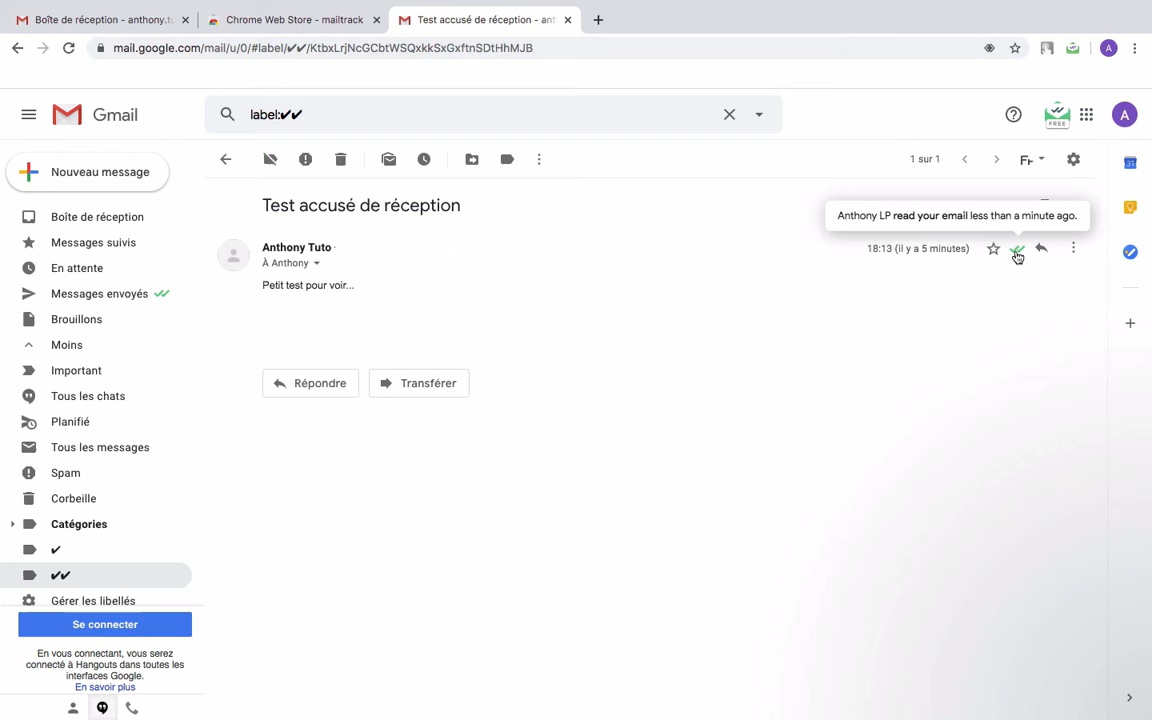 Boîte de réception - anthony.tu
Chrome Web Store - mailtrack
Test accusé de réception - ant
mail.google.com/mail/u/0/#label/✔✔/KtbxLrjNcGCbtWSQxkkSxGxftnSDtHhMJB
A
Gmail
label:✔✔
FREE
A
Nouveau message
1 sur 1
Fr
31
Boîte de réception
Messages suivis
En attente
Messages envoyés
Brouillons
Moins
Important
Tous les chats
Planifié
Tous les messages
Spam
Corbeille
Catégories
✔
✔✔
Gérer les libellés
Se connecter
En vous connectant, vous serez
connecté à Hangouts dans toutes les
interfaces Google.
En savoir plus
Test accusé de réception
Anthony LP read your email less than a minute ago.
Anthony Tuto
18:13 (il y a 5 minutes)
À Anthony
Petit test pour voir...
Répondre
Transférer